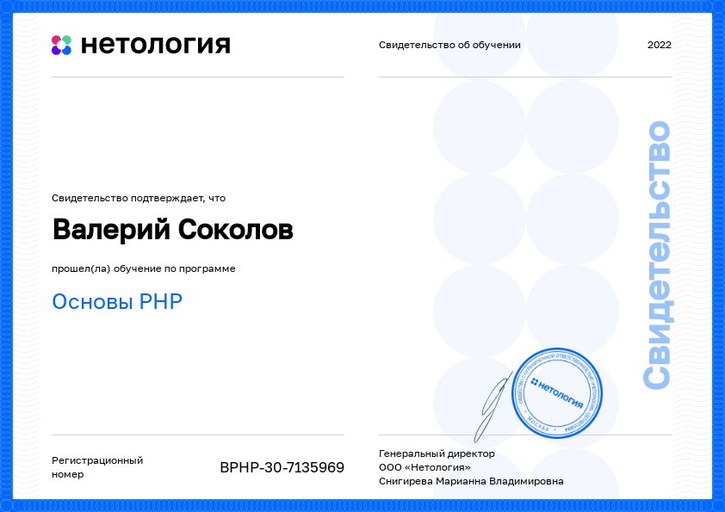 нетология
Свидетельство об обучении
2022
Свидетельство
Свидетельство подтверждает, что
Валерий Соколов
прошел(ла) обучение по программе
Основы PHP
нетология
Регистрационный
номер
BPHP-30-7135969
Генеральный директор
ООО «Нетология»
Снигирева Марианна Владимировна